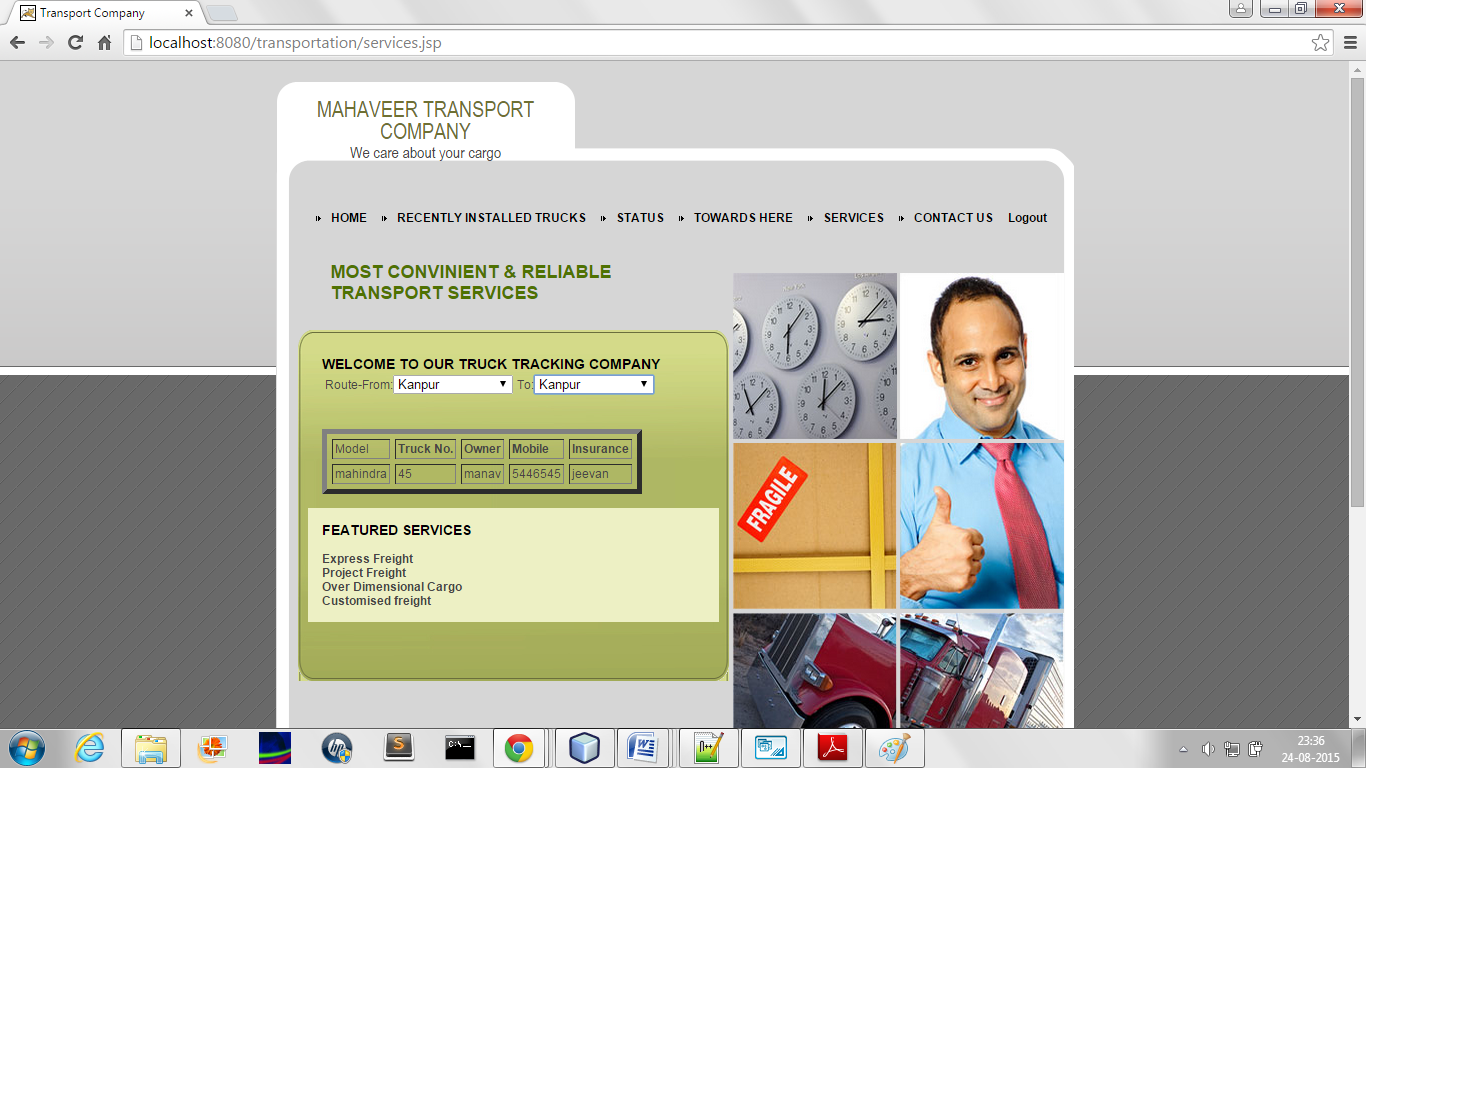 Transport Company
localhost:8080/transportation/services.jsp
MAHAVEER TRANSPORT
COMPANY
We care about your cargo
HOME RECENTLY INSTALLED TRUCKS STATUS TOWARDS HERE SERVICES CONTACT US Logout
MOST CONVINIENT & RELIABLE
TRANSPORT SERVICES
WELCOME TO OUR TRUCK TRACKING COMPANY
Route-From: Kanpur To: Kanpur
Model Truck No. Owner Mobile Insurance
mahindra 45 manav 5446545 jeevan
FEATURED SERVICES
Express Freight
Project Freight
Over Dimensional Cargo
Customised freight
FRAGILE
23:36
24-08-2015